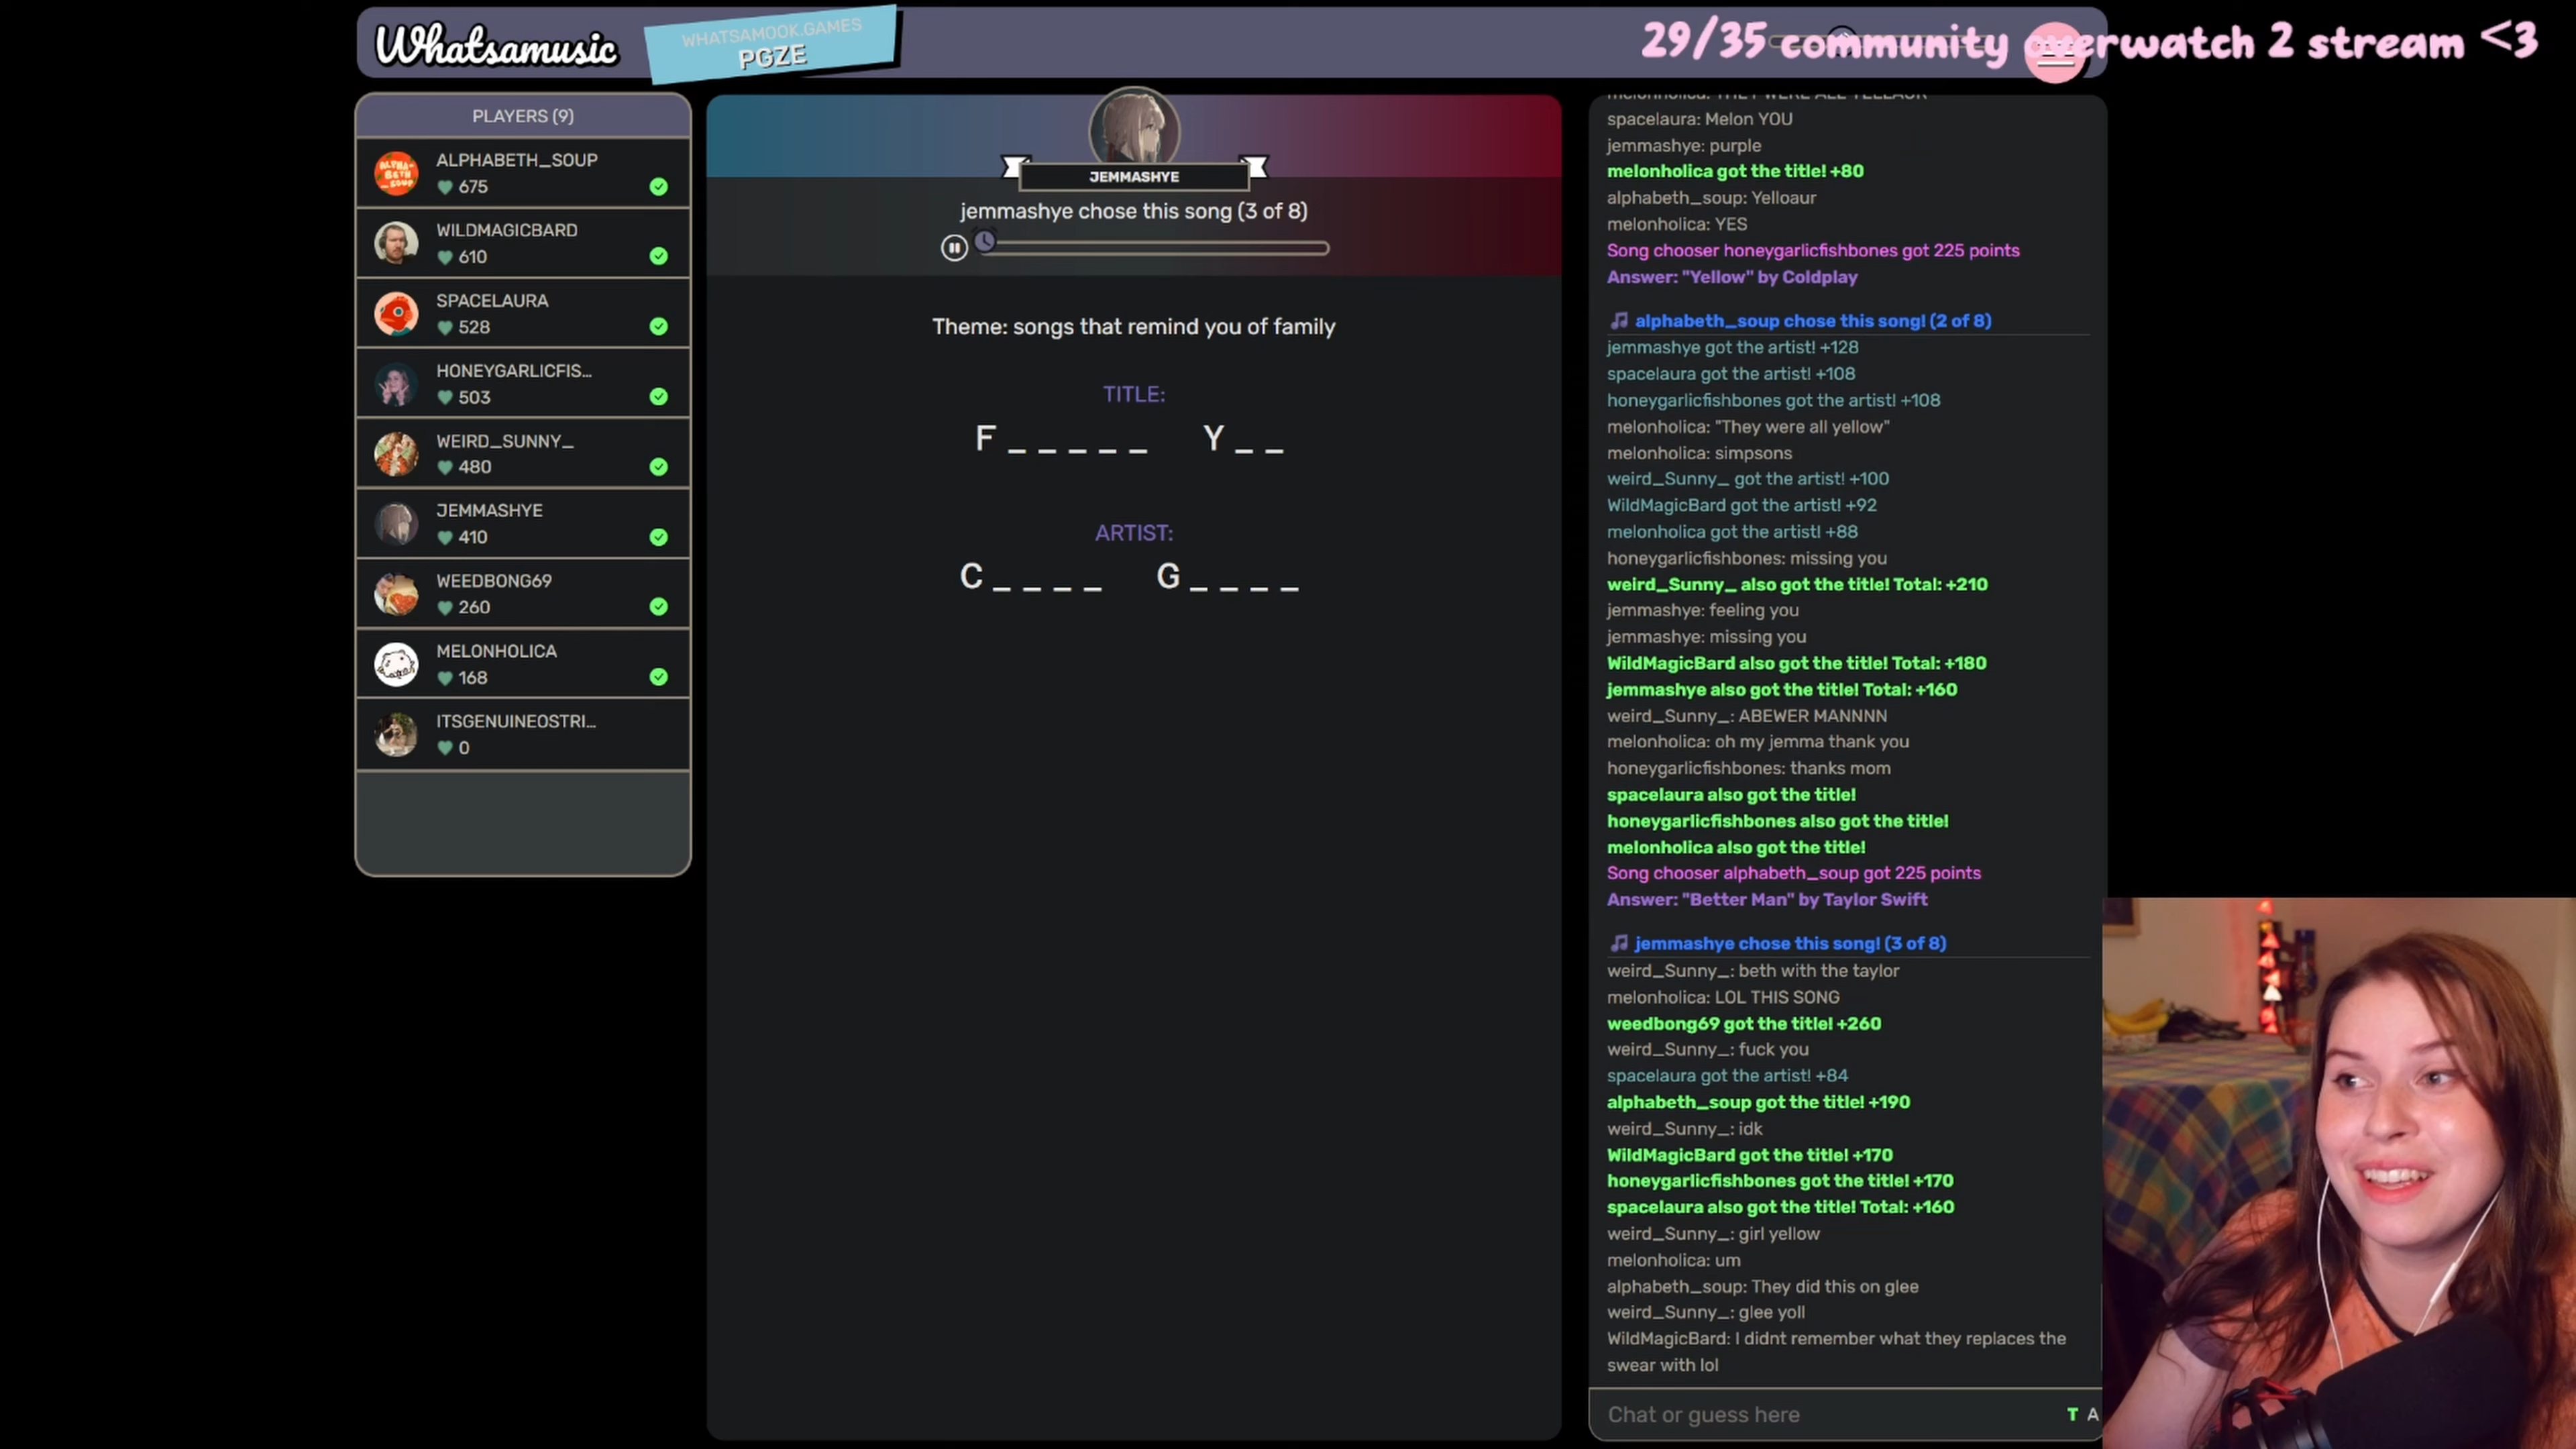 Whatsamusic
WHATSAMOOK.GAMES
PGZE
29/35 community overwatch 2 stream <3
PLAYERS (9)
ALPHABETH_SOUP
675
WILDMAGICBARD
610
SPACELAURA
528
HONEYGARLICFIS...
503
WEIRD_SUNNY_
480
JEMMASHYE
410
WEEDBONG69
260
MELONHOLICA
168
ITSGENUINEOSTRI...
0
JEMMASHYE
jemmashye chose this song (3 of 8)
Theme: songs that remind you of family
TITLE:
F _ _ _ _ _ Y _ _
ARTIST:
C _ _ _ _ G _ _ _ _
melonholica: THEY WERE ALL YELLAUR
spacelaura: Melon YOU
jemmashye: purple
melonholica got the title! +80
alphabeth_soup: Yelloaur
melonholica: YES
Song chooser honeygarlicfishbones got 225 points
Answer: "Yellow" by Coldplay
alphabeth_soup chose this song! (2 of 8)
jemmashye got the artist! +128
spacelaura got the artist! +108
honeygarlicfishbones got the artist! +108
melonholica: "They were all yellow"
melonholica: simpsons
weird_Sunny_ got the artist! +100
WildMagicBard got the artist! +92
melonholica got the artist! +88
honeygarlicfishbones: missing you
weird_Sunny_ also got the title! Total: +210
jemmashye: feeling you
jemmashye: missing you
WildMagicBard also got the title! Total: +180
jemmashye also got the title! Total: +160
weird_Sunny_: ABEWER MANNNN
melonholica: oh my jemma thank you
honeygarlicfishbones: thanks mom
spacelaura also got the title!
honeygarlicfishbones also got the title!
melonholica also got the title!
Song chooser alphabeth_soup got 225 points
Answer: "Better Man" by Taylor Swift
jemmashye chose this song! (3 of 8)
weird_Sunny_: beth with the taylor
melonholica: LOL THIS SONG
weedbong69 got the title! +260
weird_Sunny_: fuck you
spacelaura got the artist! +84
alphabeth_soup got the title! +190
weird_Sunny_: idk
WildMagicBard got the title! +170
honeygarlicfishbones got the title! +170
spacelaura also got the title! Total: +160
weird_Sunny_: girl yellow
melonholica: um
alphabeth_soup: They did this on glee
weird_Sunny_: glee yoll
WildMagicBard: I didnt remember what they replaces the
swear with lol
Chat or guess here
T A